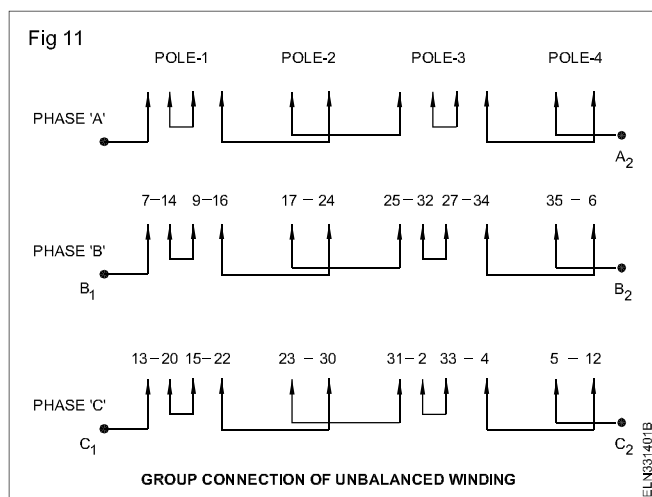 Fig 11
POLE-1 POLE-2 POLE-3 POLE-4
PHASE 'A'
A2
7–14 9–16 17 – 24 25–32 27–34 35 – 6
PHASE 'B'
B1 B2
13–20 15–22 23 – 30 31–2 33 – 4 5 – 12
PHASE 'C'
C1 C2
GROUP CONNECTION OF UNBALANCED WINDING
ELN331401B